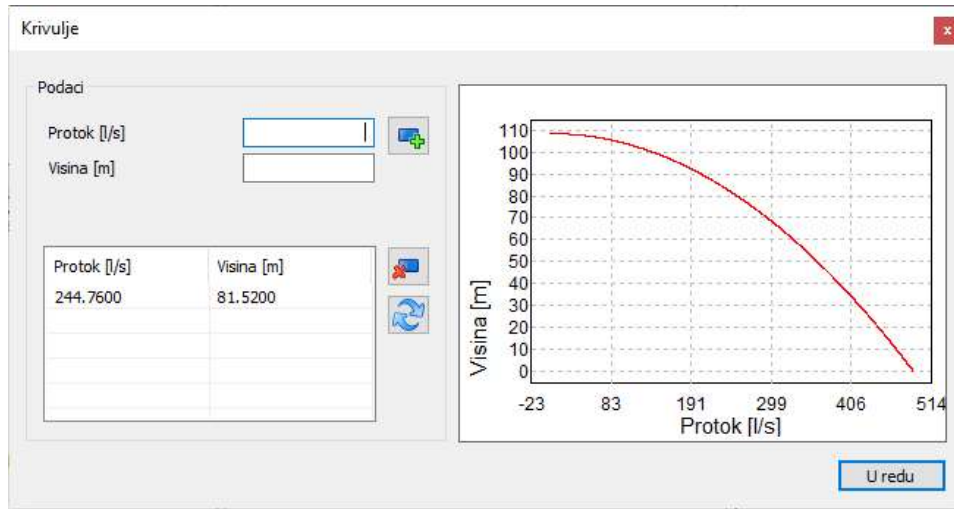 Krivulje
x
Podaci
Protok [l/s]
Visina [m]
Protok [l/s] Visina [m]
244.7600 81.5200
110
100
90
80
70
60
50
40
30
20
10
0
Visina [m]
-23 83 191 299 406 514
Protok [l/s]
U redu